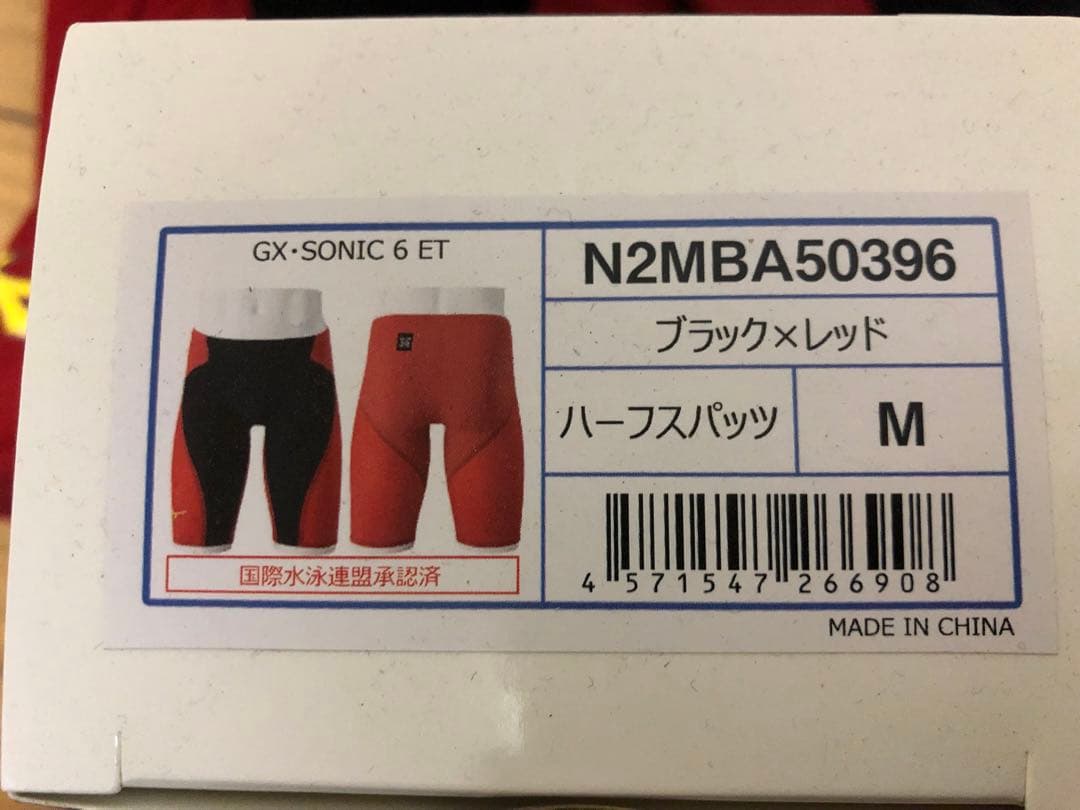 GX・SONIC 6 ET
国際水泳連盟承認済
N2MBA50396
ブラック×レッド
ハーフスパッツ
M
4 571547 266908
MADE IN CHINA